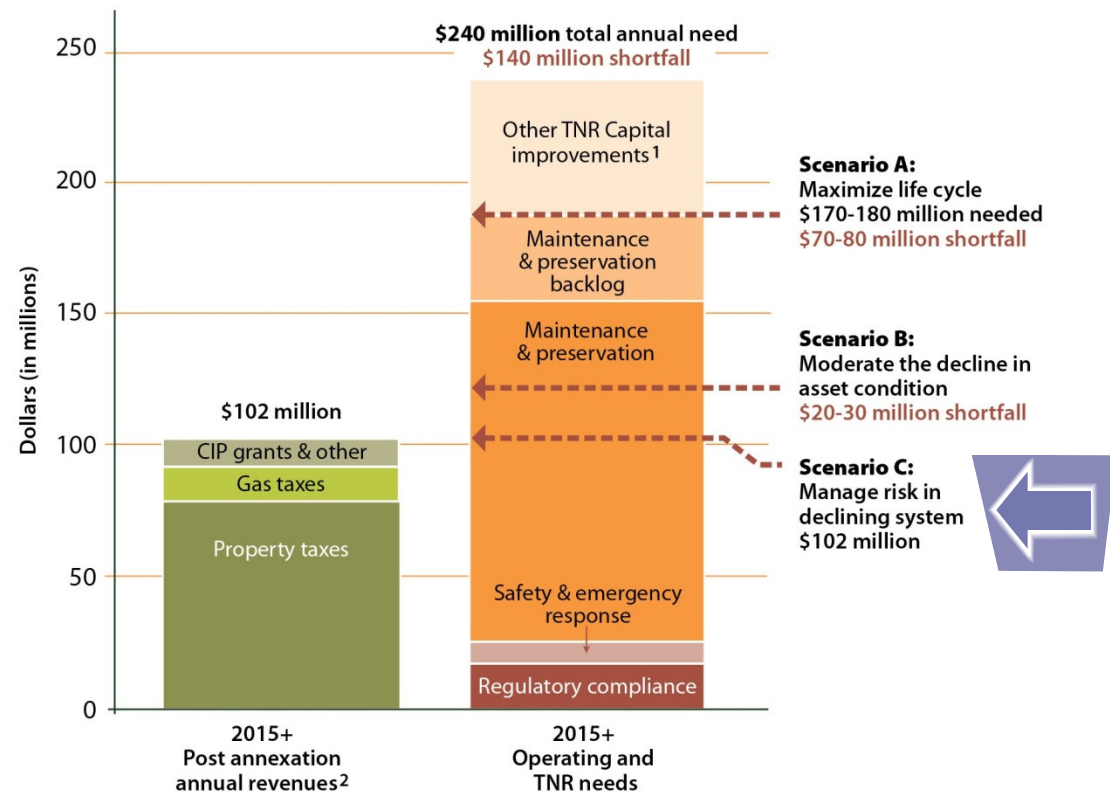 $240 million total annual need
$140 million shortfall
Dollars (in millions)
250
200
150
100
50
0
$102 million
CIP grants & other
Gas taxes
Property taxes
2015+
Post annexation
annual revenues2
Other TNR Capital
improvements1
Maintenance
& preservation
backlog
Maintenance
& preservation
Safety & emergency
response
Regulatory compliance
2015+
Operating and
TNR needs
Scenario A:
Maximize life cycle
$170-180 million needed
$70-80 million shortfall
Scenario B:
Moderate the decline in
asset condition
$20-30 million shortfall
Scenario C:
Manage risk in
declining system
$102 million